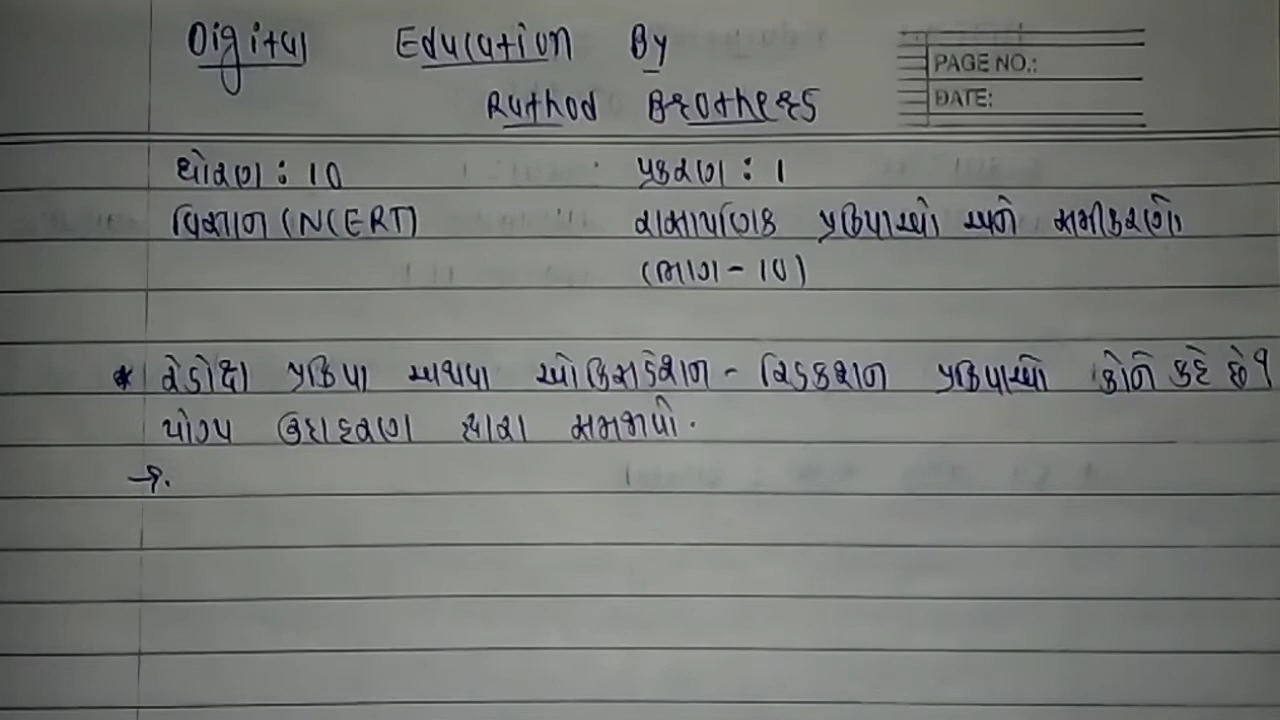 Digital Education By
Rathod Brothers
PAGE NO.:
DATE:
ધોરણ : 10
પ્રકરણ : 1
વિજ્ઞાન (NCERT)
રાસાયણિક પ્રક્રિયાઓ અને સમીકરણો
(ભાગ - 10)
* રેડોક્ષ પ્રક્રિયા અથવા ઓક્સિડેશન - રિડક્શન પ્રક્રિયાઓ કોને કહે છે?
યોગ્ય ઉદાહરણ દ્વારા સમજાવો.
→.